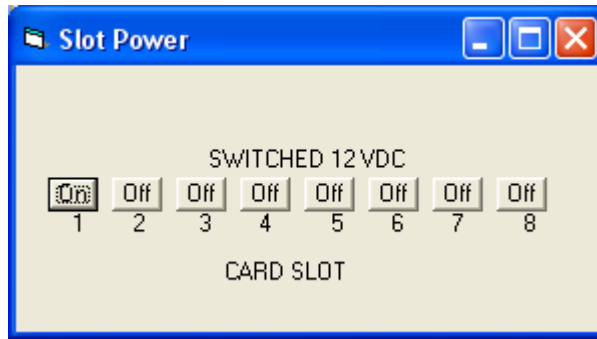 Slot Power
SWITCHED 12 VDC
On Off Off Off Off Off Off Off
1 2 3 4 5 6 7 8
CARD SLOT